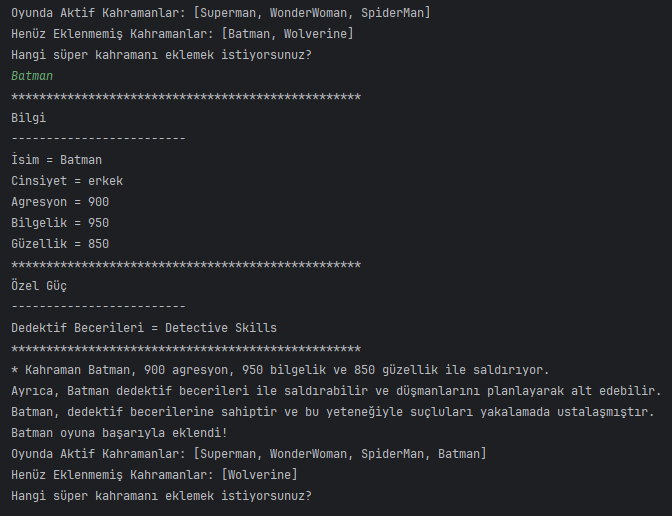 Oyunda Aktif Kahramanlar: [Superman, WonderWoman, SpiderMan]
Henüz Eklenmemiş Kahramanlar: [Batman, Wolverine]
Hangi süper kahramanı eklemek istiyorsunuz?
Batman
**************************************************
Bilgi
-------------------------
İsim = Batman
Cinsiyet = erkek
Agresyon = 900
Bilgelik = 950
Güzellik = 850
**************************************************
Özel Güç
-------------------------
Dedektif Becerileri = Detective Skills
**************************************************
* Kahraman Batman, 900 agresyon, 950 bilgelik ve 850 güzellik ile saldırıyor.
Ayrıca, Batman dedektif becerileri ile saldırabilir ve düşmanlarını planlayarak alt edebilir.
Batman, dedektif becerilerine sahiptir ve bu yeteneğiyle suçluları yakalamada ustalaşmıştır.
Batman oyuna başarıyla eklendi!
Oyunda Aktif Kahramanlar: [Superman, WonderWoman, SpiderMan, Batman]
Henüz Eklenmemiş Kahramanlar: [Wolverine]
Hangi süper kahramanı eklemek istiyorsunuz?